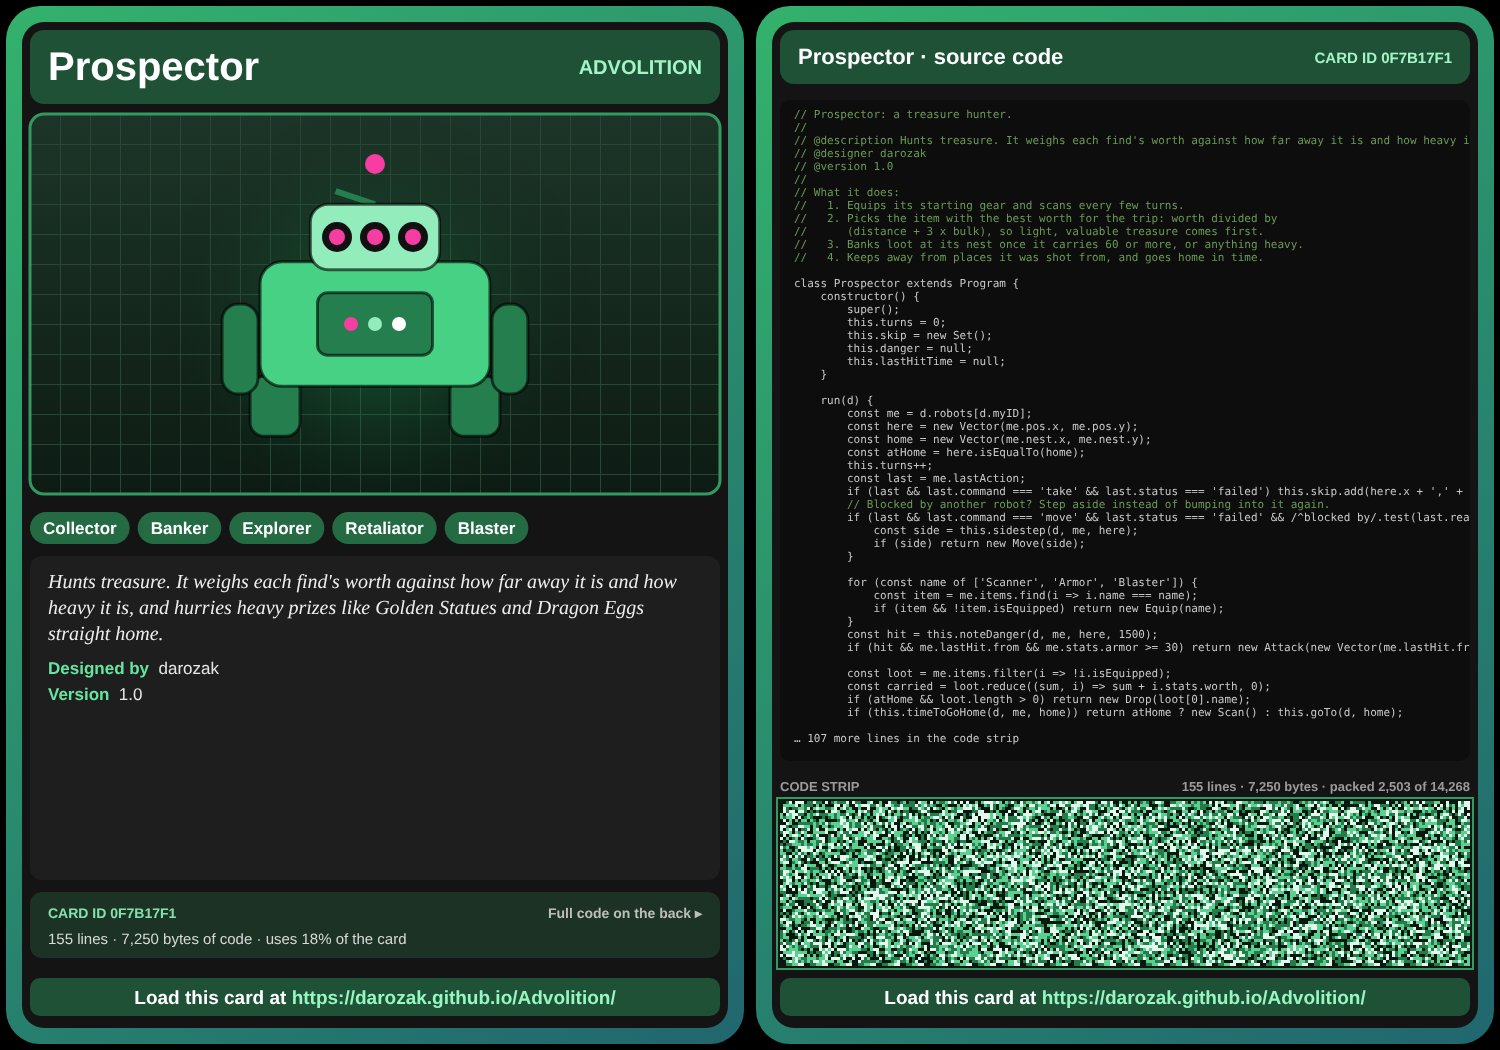 Prospector
ADVOLITION
Collector
Banker
Explorer
Retaliator
Blaster
Hunts treasure. It weighs each find's worth against how far away it is and how
heavy it is, and hurries heavy prizes like Golden Statues and Dragon Eggs
straight home.
Designed by darozak
Version 1.0
CARD ID 0F7B17F1
Full code on the back ▸
155 lines · 7,250 bytes of code · uses 18% of the card
Load this card at https://darozak.github.io/Advolition/
Prospector · source code
CARD ID 0F7B17F1
// Prospector: a treasure hunter.
//
// @description Hunts treasure. It weighs each find's worth against how far away it is and how heavy i
// @designer darozak
// @version 1.0
//
// What it does:
//   1. Equips its starting gear and scans every few turns.
//   2. Picks the item with the best worth for the trip: worth divided by
//      (distance + 3 x bulk), so light, valuable treasure comes first.
//   3. Banks loot at its nest once it carries 60 or more, or anything heavy.
//   4. Keeps away from places it was shot from, and goes home in time.
class Prospector extends Program {
    constructor() {
        super();
        this.turns = 0;
        this.skip = new Set();
        this.danger = null;
        this.lastHitTime = null;
    }
    run(d) {
        const me = d.robots[d.myID];
        const here = new Vector(me.pos.x, me.pos.y);
        const home = new Vector(me.nest.x, me.nest.y);
        const atHome = here.isEqualTo(home);
        this.turns++;
        const last = me.lastAction;
        if (last && last.command === 'take' && last.status === 'failed') this.skip.add(here.x + ',' +
        // Blocked by another robot? Step aside instead of bumping into it again.
        if (last && last.command === 'move' && last.status === 'failed' && /^blocked by/.test(last.rea
            const side = this.sidestep(d, me, here);
            if (side) return new Move(side);
        }
        for (const name of ['Scanner', 'Armor', 'Blaster']) {
            const item = me.items.find(i => i.name === name);
            if (item && !item.isEquipped) return new Equip(name);
        }
        const hit = this.noteDanger(d, me, here, 1500);
        if (hit && me.lastHit.from && me.stats.armor >= 30) return new Attack(new Vector(me.lastHit.fr
        const loot = me.items.filter(i => !i.isEquipped);
        const carried = loot.reduce((sum, i) => sum + i.stats.worth, 0);
        if (atHome && loot.length > 0) return new Drop(loot[0].name);
        if (this.timeToGoHome(d, me, home)) return atHome ? new Scan() : this.goTo(d, home);
… 107 more lines in the code strip
CODE STRIP
155 lines · 7,250 bytes · packed 2,503 of 14,268
Load this card at https://darozak.github.io/Advolition/